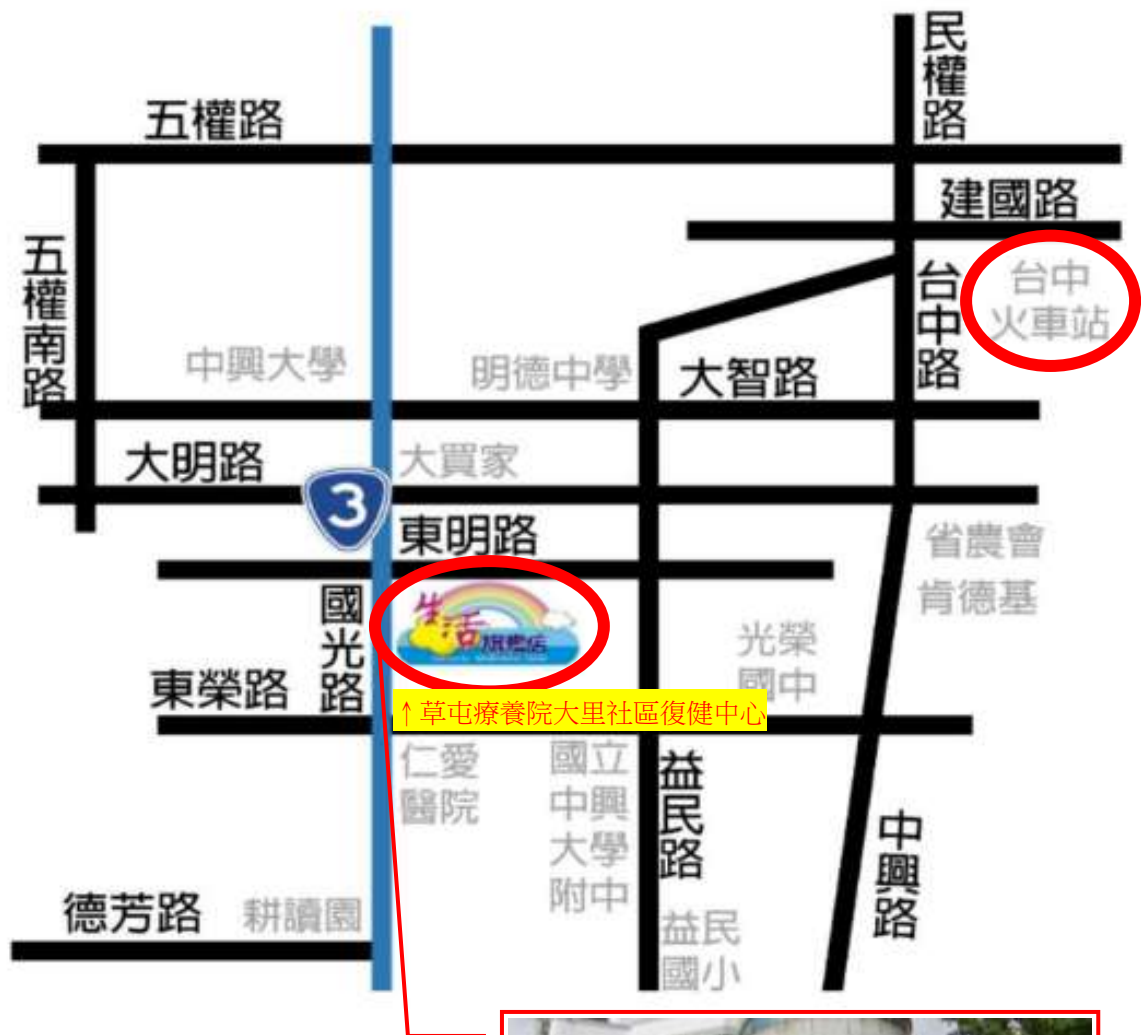 民權路
五權路
建國路
五權南路
台中路
台中
火車站
中興大學
明德中學
大智路
大明路
大買家
3
東明路
省農會
肯德基
國光路
生活旗艦店
光榮
國中
東榮路
↑草屯療養院大里社區復健中心
仁愛
醫院
國立
中興
大學
附中
益民路
中興路
德芳路
耕讀園
益民
國小